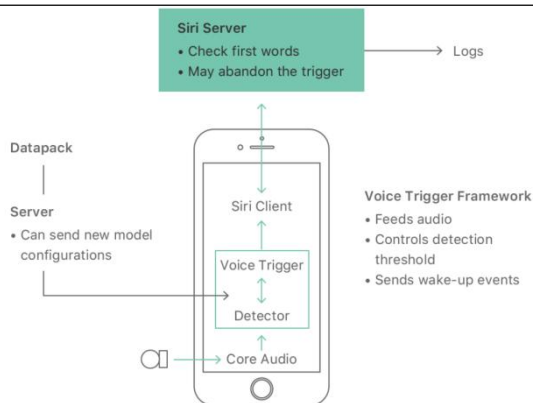 Siri Server
• Check first words
• May abandon the trigger
Logs
Datapack
Server
• Can send new model
configurations
Siri Client
Voice Trigger
Detector
Core Audio
Voice Trigger Framework
• Feeds audio
• Controls detection
threshold
• Sends wake-up events